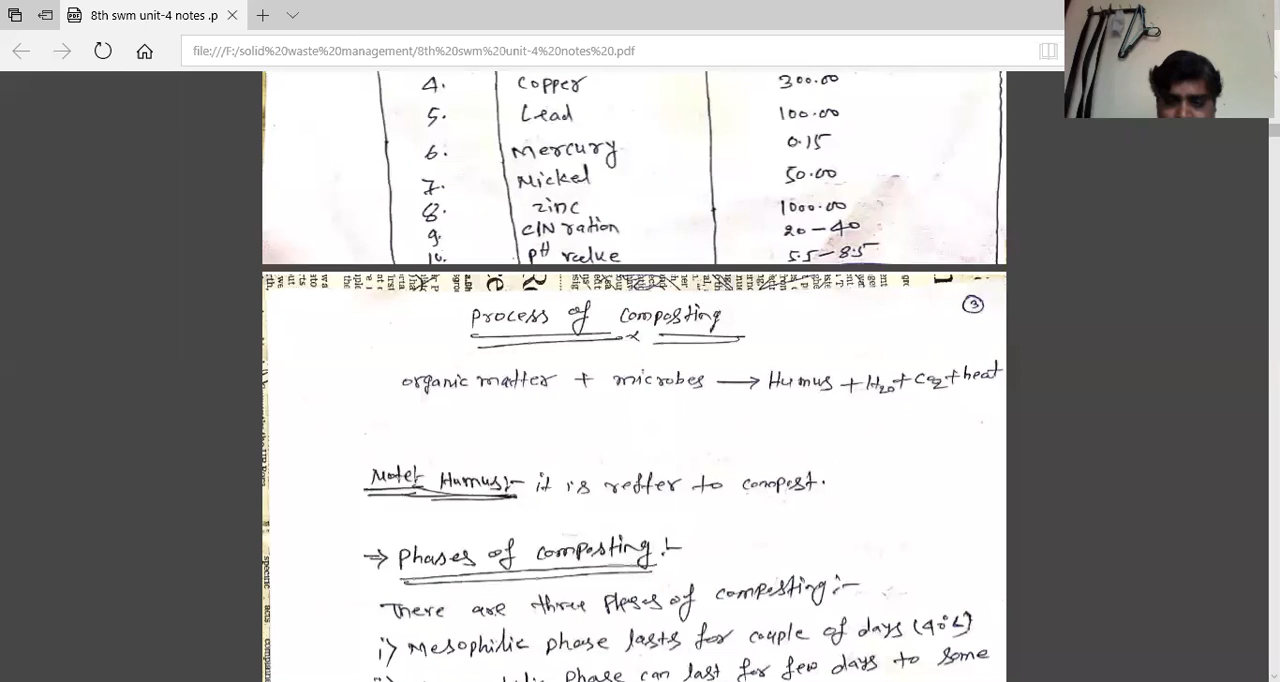 8th swm unit-4 notes .p
file:///F:/solid%20waste%20management/8th%20swm%20unit-4%20notes%20.pdf
4. Copper 300.00
5. Lead 100.00
6. Mercury 0.15
7. Nickel 50.00
8. Zinc 1000.00
9. C/N ration 20-40
10. pH value 5.5-8.5
3
Process of composting
organic matter + microbes → Humus + H2O + CO2 + heat
Note:- Humus:- it is reffer to compost.
⇒ Phases of composting :-
There are three phases of composting :-
i) Mesophilic phase lasts for couple of days (40°C)
phase can last for few days to some